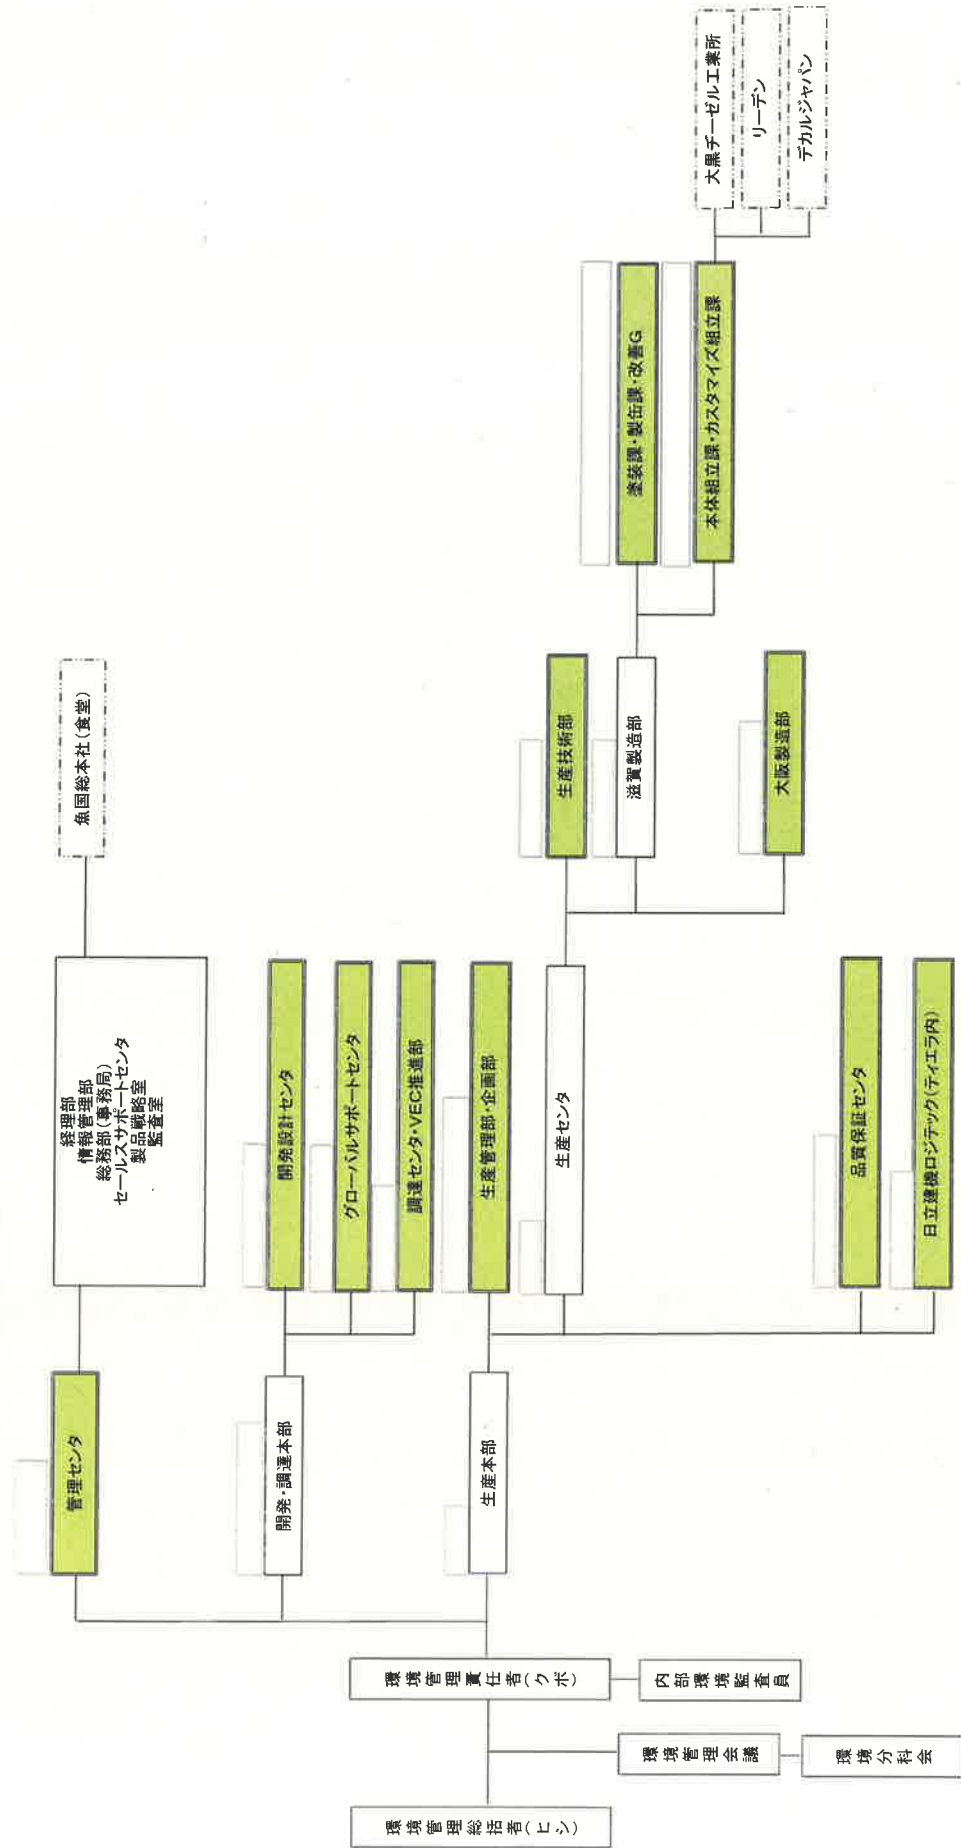 環境管理総括者(ヒシ)
環境管理会議
環境分科会
環境管理責任者(クボ)
内部環境監査員
管理センタ
経理部
情報管理部
総務部(事務局)
セールスサポートセンタ
製品戦略室
監査室
魚国総本社(食堂)
開発・調達本部
開発設計センタ
グローバルサポートセンタ
調達センタ・VEC推進部
生産本部
生産管理部・企画部
生産センタ
生産技術部
滋賀製造部
塗装課・製缶課・改善G
本体組立課・カスタマイズ組立課
大黒ヂーゼル工業所
リーデン
デカルジャパン
大阪製造部
品質保証センタ
日立建機ロジテック(ティエラ内)